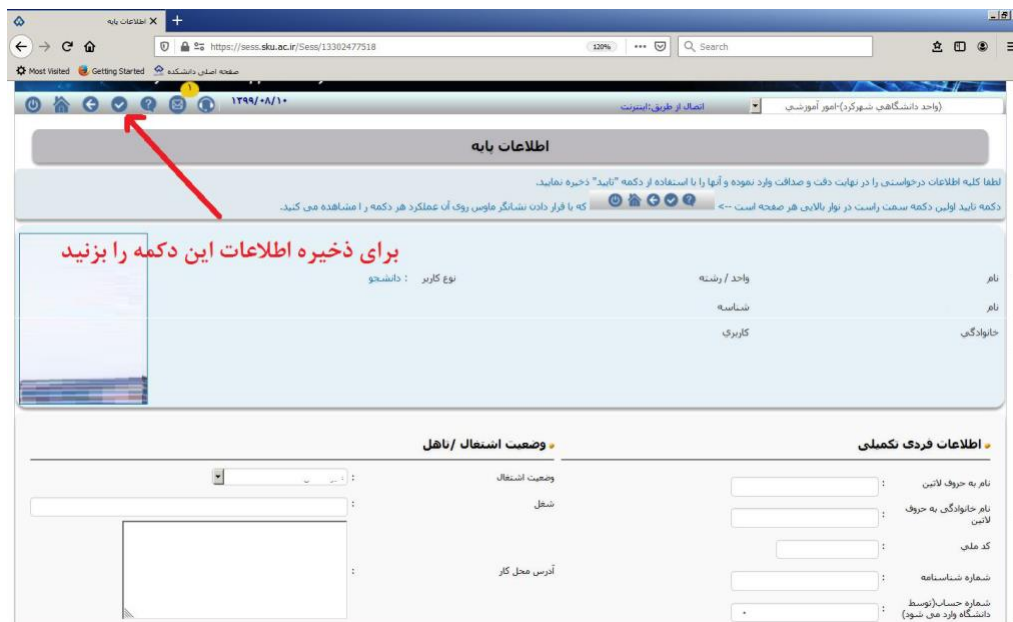 اطلاعات پایه
https://sess.sku.ac.ir/Sess/13302477518
120%
Search
Most Visited
Getting Started
صفحه اصلی دانشکده
1
۱۳۹۹/۰۸/۱۰
اتصال از طریق:اینترنت
(واحد دانشگاهي شهركرد)-امور آموزشي
اطلاعات پایه
لطفا کلیه اطلاعات درخواستی را در نهایت دقت و صداقت وارد نموده و آنها را با استفاده از دکمه "تایید" ذخیره نمایید.
دکمه تایید اولین دکمه سمت راست در نوار بالایی هر صفحه است --> که با قرار دادن نشانگر ماوس روی آن عملکرد هر دکمه را مشاهده می کنید.
برای ذخیره اطلاعات این دکمه را بزنید
نام
واحد / رشته
نوع کاربر : دانشجو
نام خانوادگی
شناسه کاربری
اطلاعات فردی تکمیلی
وضعیت اشتغال /تاهل
نام به حروف لاتین :
وضعیت اشتغال :
نام خانوادگی به حروف لاتین :
شغل :
کد ملی :
آدرس محل کار :
شماره شناسنامه :
شماره حساب(توسط دانشگاه وارد می شود) :